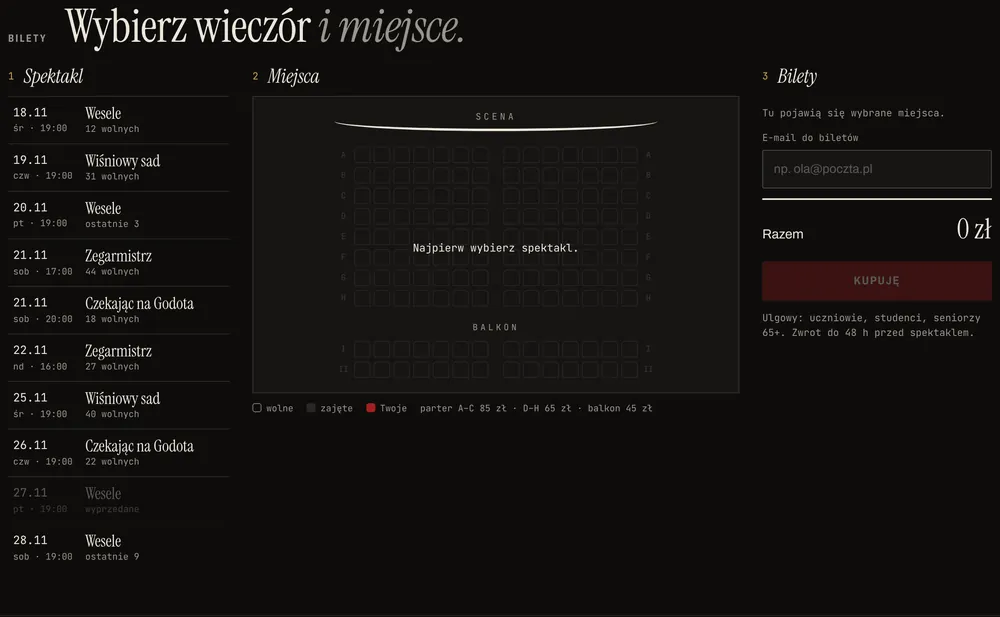 BILETY
Wybierz wieczór i miejsce.
1 Spektakl
18.11 Wesele
śr · 19:00 12 wolnych
19.11 Wiśniowy sad
czw · 19:00 31 wolnych
20.11 Wesele
pt · 19:00 ostatnie 3
21.11 Zegarmistrz
sob · 17:00 44 wolnych
21.11 Czekając na Godota
sob · 20:00 18 wolnych
22.11 Zegarmistrz
nd · 16:00 27 wolnych
25.11 Wiśniowy sad
śr · 19:00 40 wolnych
26.11 Czekając na Godota
czw · 19:00 22 wolnych
27.11 Wesele
pt · 19:00 wyprzedane
28.11 Wesele
sob · 19:00 ostatnie 9
2 Miejsca
SCENA
A A
B B
C C
D D
E E
Najpierw wybierz spektakl.
F F
G G
H H
BALKON
I I
II II
wolne zajęte Twoje parter A–C 85 zł · D–H 65 zł · balkon 45 zł
3 Bilety
Tu pojawią się wybrane miejsca.
E-mail do biletów
np. ola@poczta.pl
Razem 0 zł
KUPUJĘ
Ulgowy: uczniowie, studenci, seniorzy
65+. Zwrot do 48 h przed spektaklem.